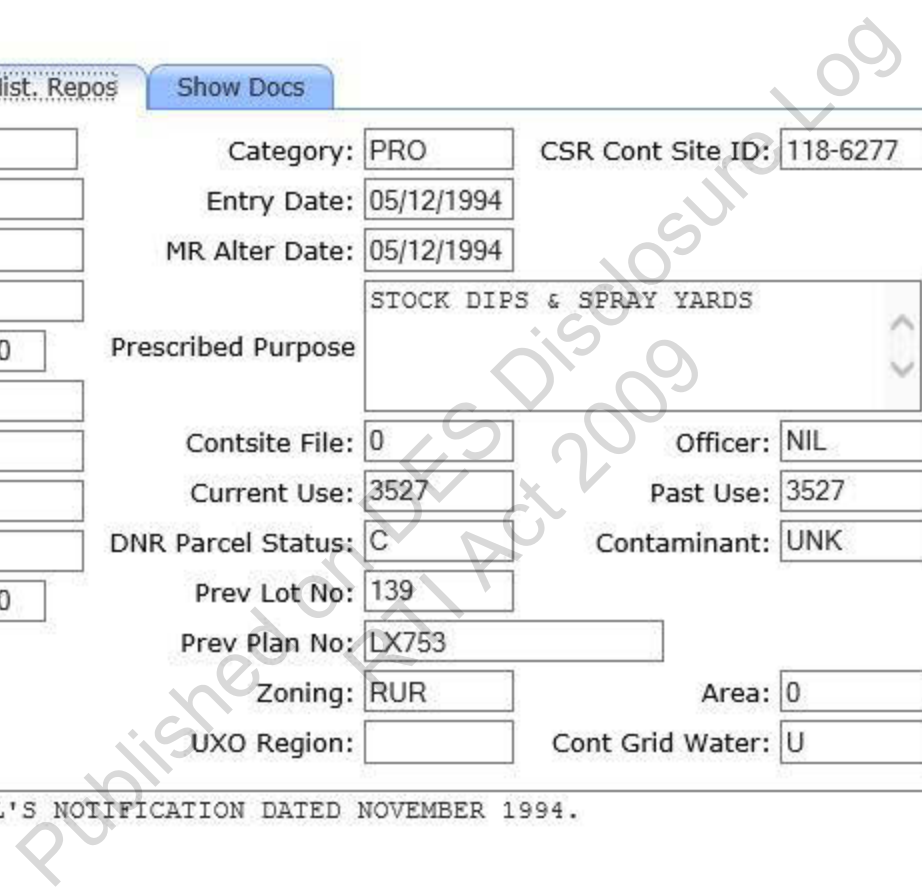 ist. Repos Show Docs
Category: PRO CSR Cont Site ID: 118-6277
Entry Date: 05/12/1994
MR Alter Date: 05/12/1994
STOCK DIPS & SPRAY YARDS
0 Prescribed Purpose
Contsite File: 0 Officer: NIL
Current Use: 3527 Past Use: 3527
DNR Parcel Status: C Contaminant: UNK
0 Prev Lot No: 139
Prev Plan No: LX753
Zoning: RUR Area: 0
UXO Region: Cont Grid Water: U
'S NOTIFICATION DATED NOVEMBER 1994.
Published on DES Disclosure Log
RTI Act 2009